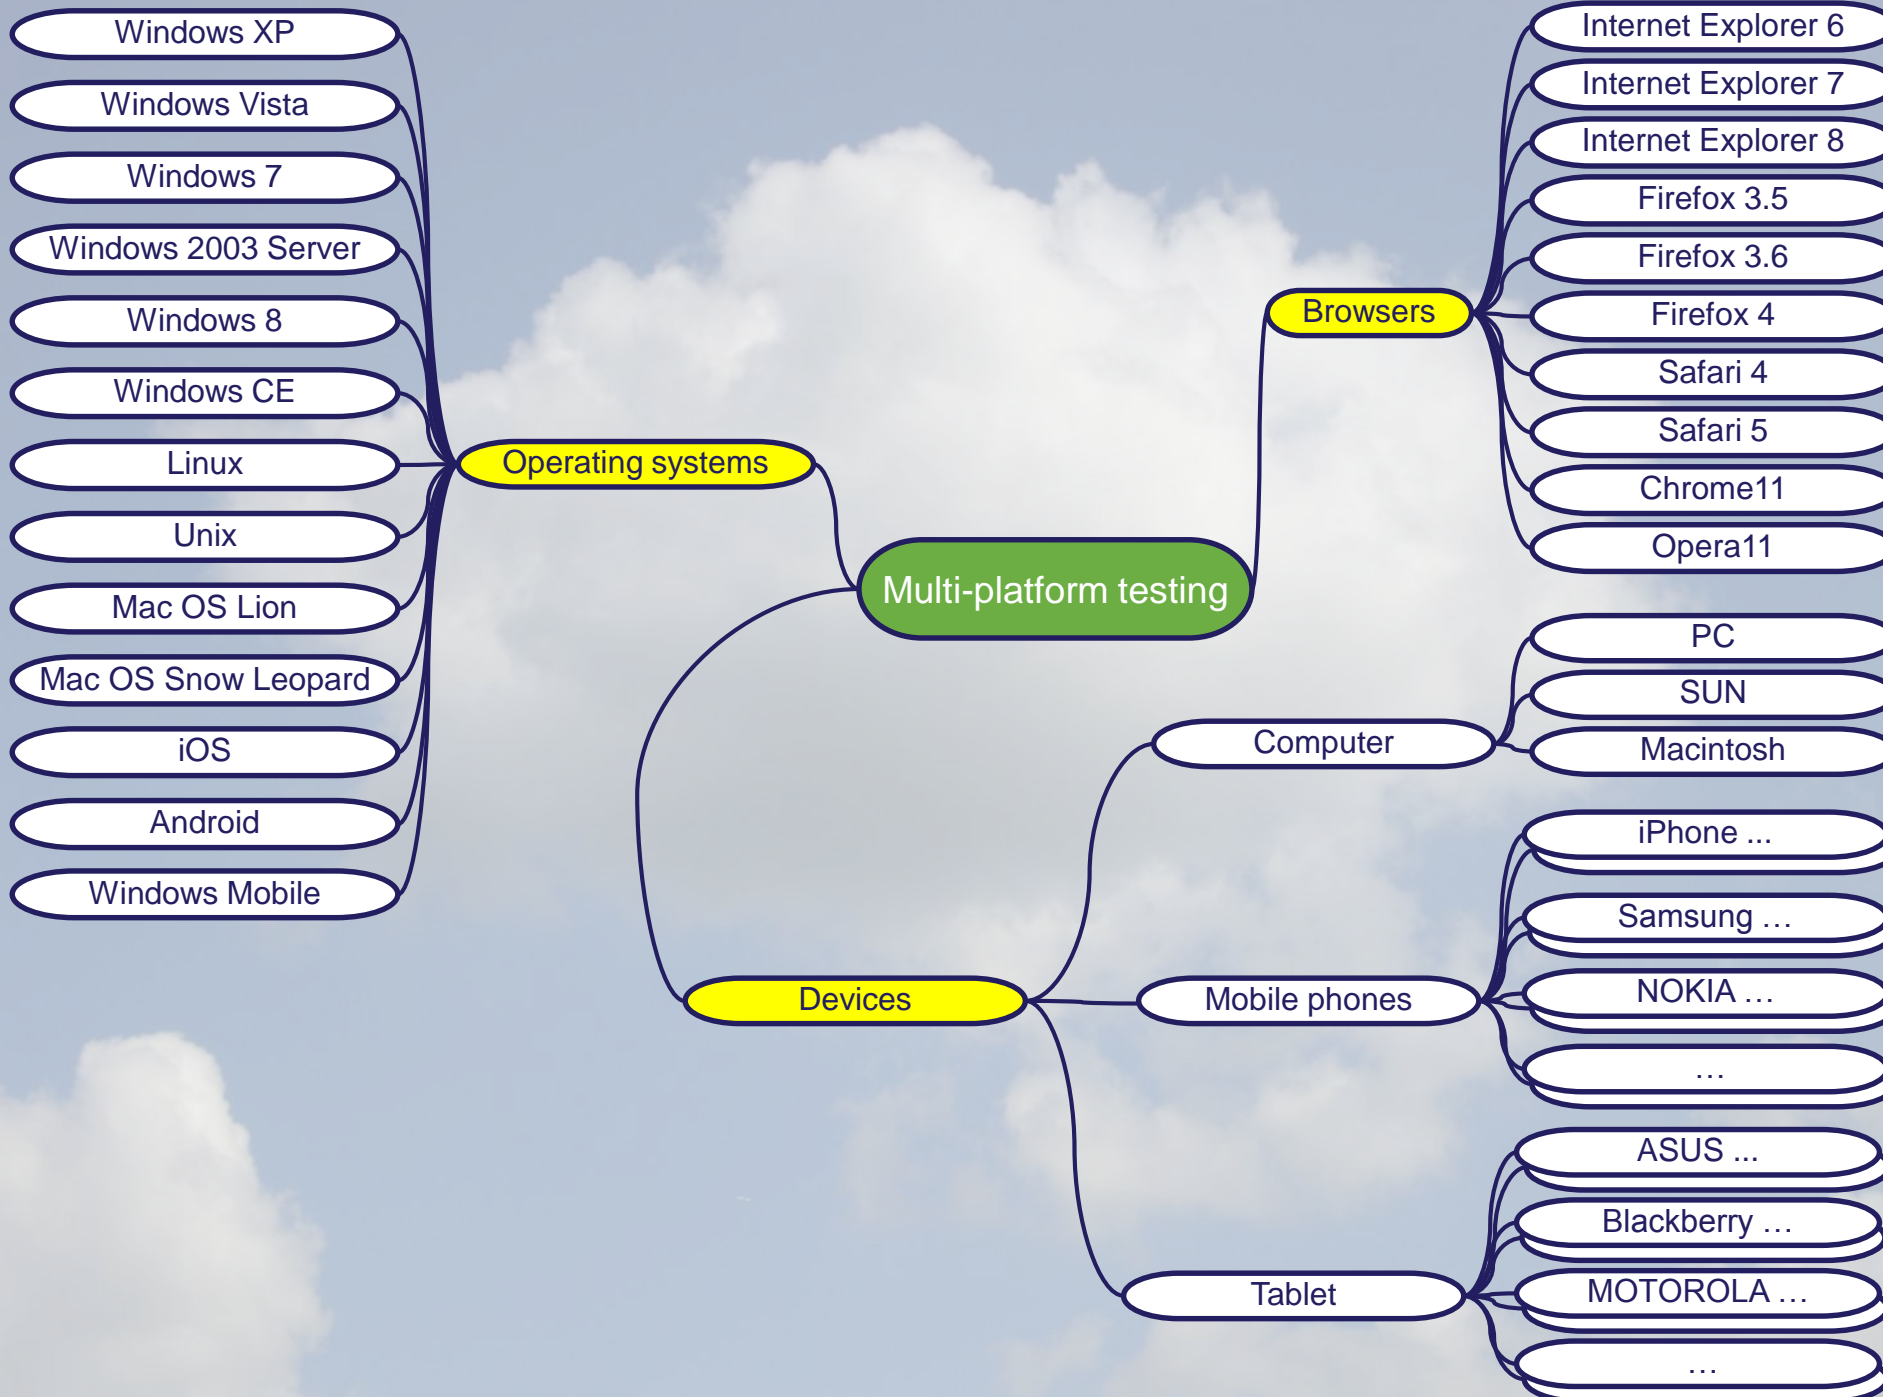 Windows XP
Windows Vista
Windows 7
Windows 2003 Server
Windows 8
Windows CE
Linux
Unix
Mac OS Lion
Mac OS Snow Leopard
iOS
Android
Windows Mobile
Operating systems
Multi-platform testing
Browsers
Internet Explorer 6
Internet Explorer 7
Internet Explorer 8
Firefox 3.5
Firefox 3.6
Firefox 4
Safari 4
Safari 5
Chrome11
Opera11
Devices
Computer
PC
SUN
Macintosh
Mobile phones
iPhone ...
Samsung …
NOKIA …
…
Tablet
ASUS ...
Blackberry …
MOTOROLA …
…